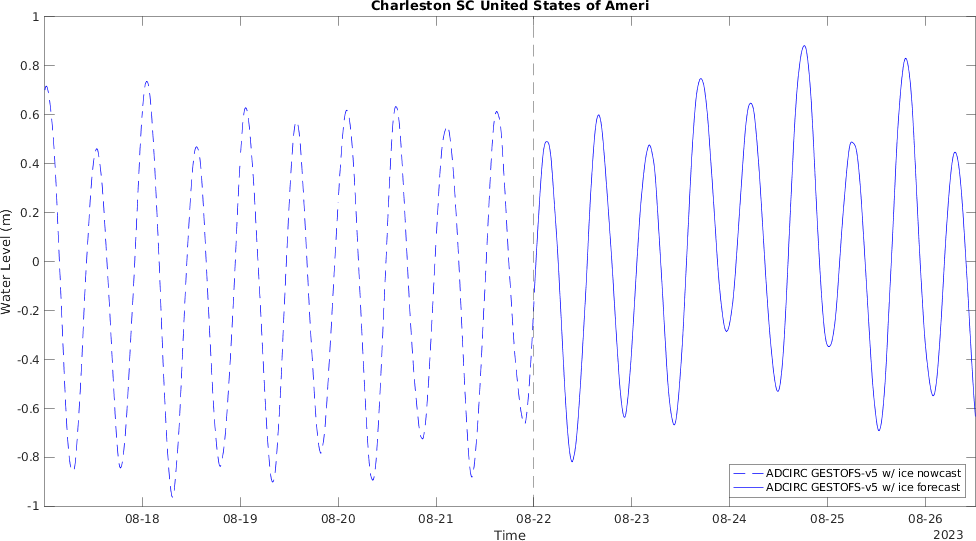 Charleston SC United States of Ameri
Water Level (m)
1
0.8
0.6
0.4
0.2
0
-0.2
-0.4
-0.6
-0.8
-1
ADCIRC GESTOFS-v5 w/ ice nowcast
ADCIRC GESTOFS-v5 w/ ice forecast
08-18 08-19 08-20 08-21 08-22 08-23 08-24 08-25 08-26
Time
2023